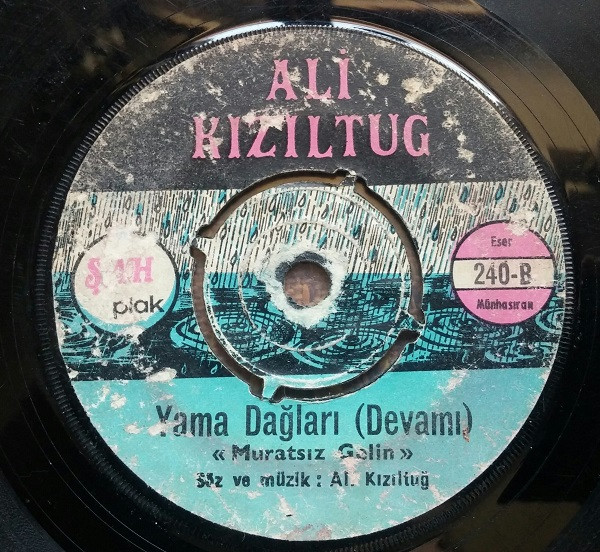 ALİ
KIZILTUG
ŞAH
plak
Eser
240-B
Münhasıran
Yama Dağları (Devamı)
« Muratsız Gelin »
Söz ve müzik : Al. Kızıltuğ